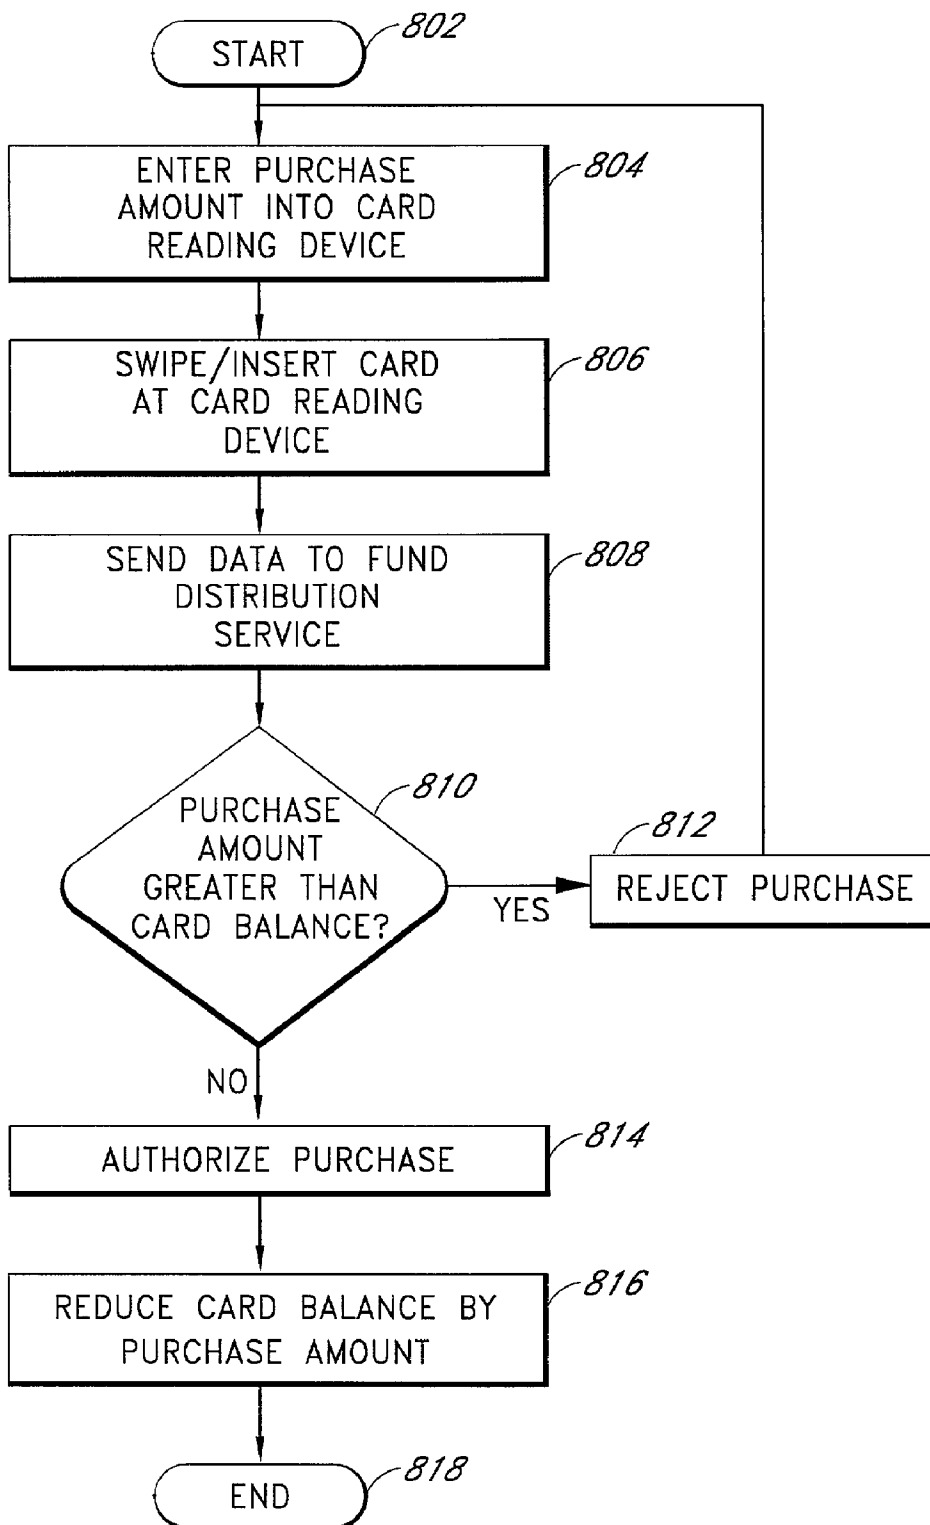 802
START
804
ENTER PURCHASE
AMOUNT INTO CARD
READING DEVICE
806
SWIPE/INSERT CARD
AT CARD READING
DEVICE
808
SEND DATA TO FUND
DISTRIBUTION
SERVICE
810
PURCHASE
AMOUNT
GREATER THAN
CARD BALANCE?
YES
812
REJECT PURCHASE
NO
814
AUTHORIZE PURCHASE
816
REDUCE CARD BALANCE BY
PURCHASE AMOUNT
818
END